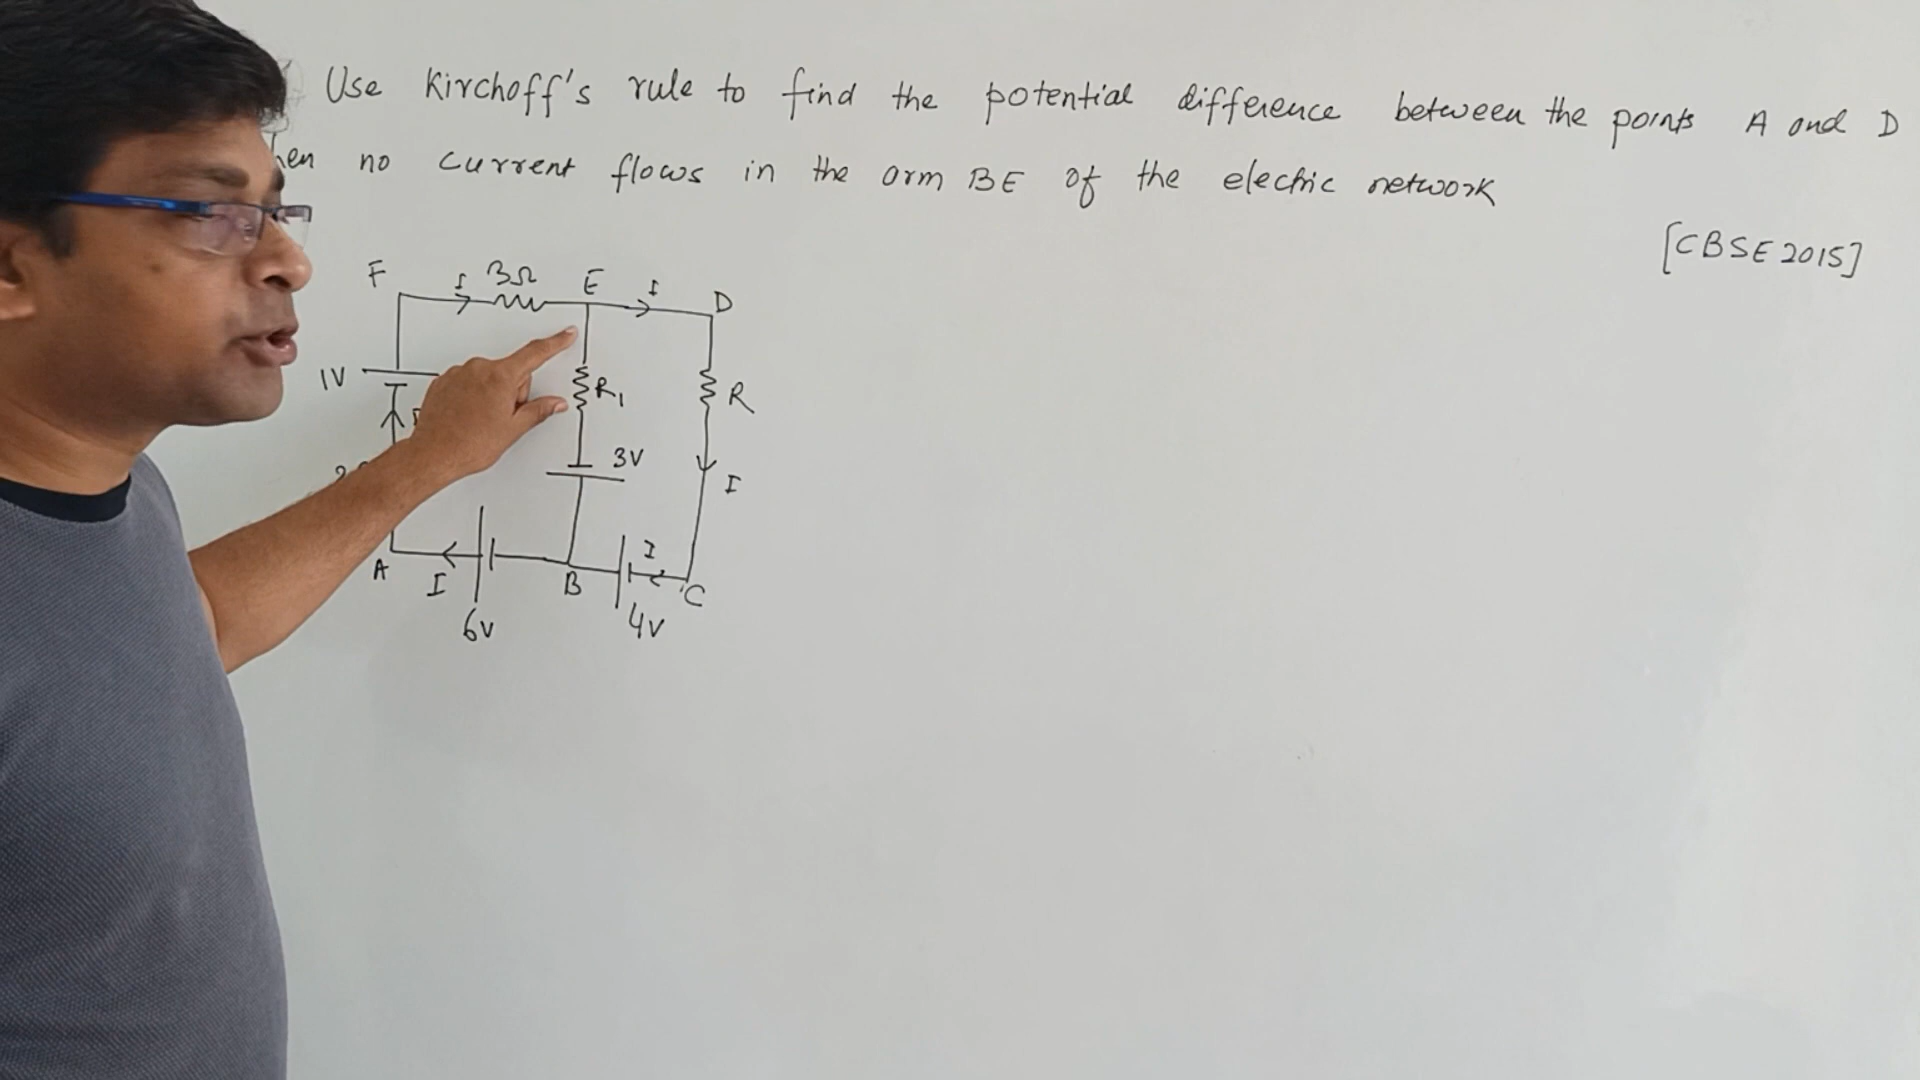 Use Kirchoff's rule to find the potential difference between the points A and D
no current flows in the arm BE of the electric network
[CBSE 2015]
F I 3Ω E I D
1V R1 R
3V
I
A I B I C
6V 4V